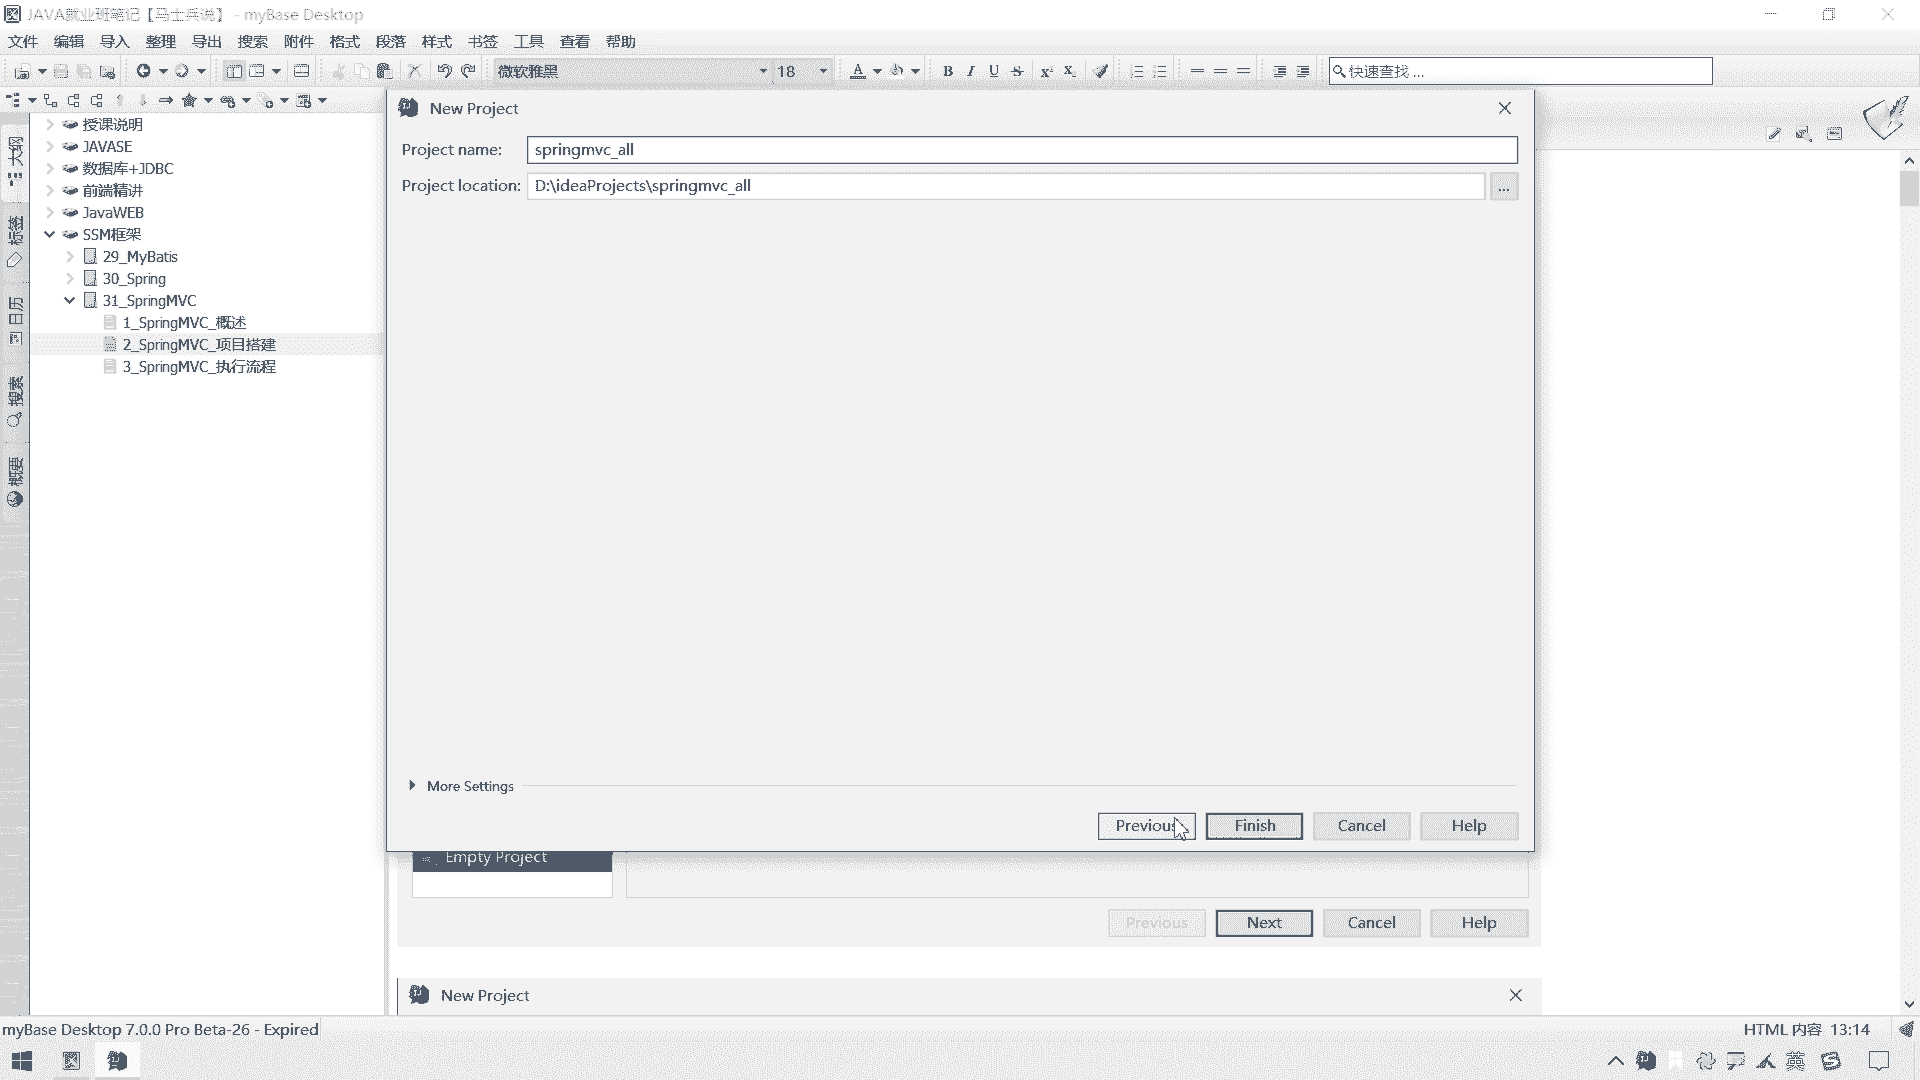 JAVA就业班笔记【马士兵说】 - myBase Desktop
文件 编辑 导入 整理 导出 搜索 附件 格式 段落 样式 书签 工具 查看 帮助
微软雅黑 18 A B I U S X² X₂ 快速查找 ...
大纲
标签
日历
搜索
概要
授课说明
JAVASE
数据库+JDBC
前端精讲
JavaWEB
SSM框架
29_MyBatis
30_Spring
31_SpringMVC
1_SpringMVC_概述
2_SpringMVC_项目搭建
3_SpringMVC_执行流程
New Project
Project name: springmvc_all
Project location: D:\ideaProjects\springmvc_all ...
More Settings
Previous Finish Cancel Help
Empty Project
Previous Next Cancel Help
New Project
myBase Desktop 7.0.0 Pro Beta-26 - Expired HTML 内容 13:14
英